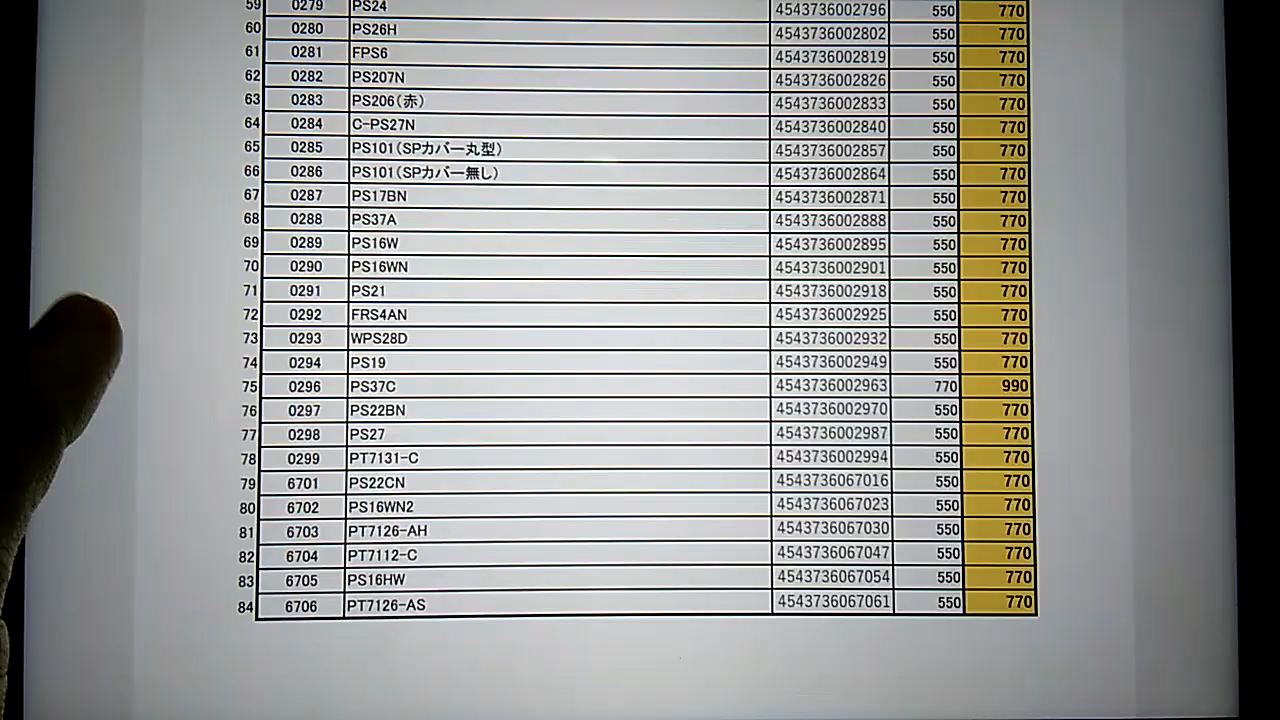 59 0279 PS24 4543736002796 550 770
60 0280 PS26H 4543736002802 550 770
61 0281 FPS6 4543736002819 550 770
62 0282 PS207N 4543736002826 550 770
63 0283 PS206(赤) 4543736002833 550 770
64 0284 C-PS27N 4543736002840 550 770
65 0285 PS101(SPカバー丸型) 4543736002857 550 770
66 0286 PS101(SPカバー無し) 4543736002864 550 770
67 0287 PS17BN 4543736002871 550 770
68 0288 PS37A 4543736002888 550 770
69 0289 PS16W 4543736002895 550 770
70 0290 PS16WN 4543736002901 550 770
71 0291 PS21 4543736002918 550 770
72 0292 FRS4AN 4543736002925 550 770
73 0293 WPS28D 4543736002932 550 770
74 0294 PS19 4543736002949 550 770
75 0296 PS37C 4543736002963 770 990
76 0297 PS22BN 4543736002970 550 770
77 0298 PS27 4543736002987 550 770
78 0299 PT7131-C 4543736002994 550 770
79 6701 PS22CN 4543736067016 550 770
80 6702 PS16WN2 4543736067023 550 770
81 6703 PT7126-AH 4543736067030 550 770
82 6704 PT7112-C 4543736067047 550 770
83 6705 PS16HW 4543736067054 550 770
84 6706 PT7126-AS 4543736067061 550 770